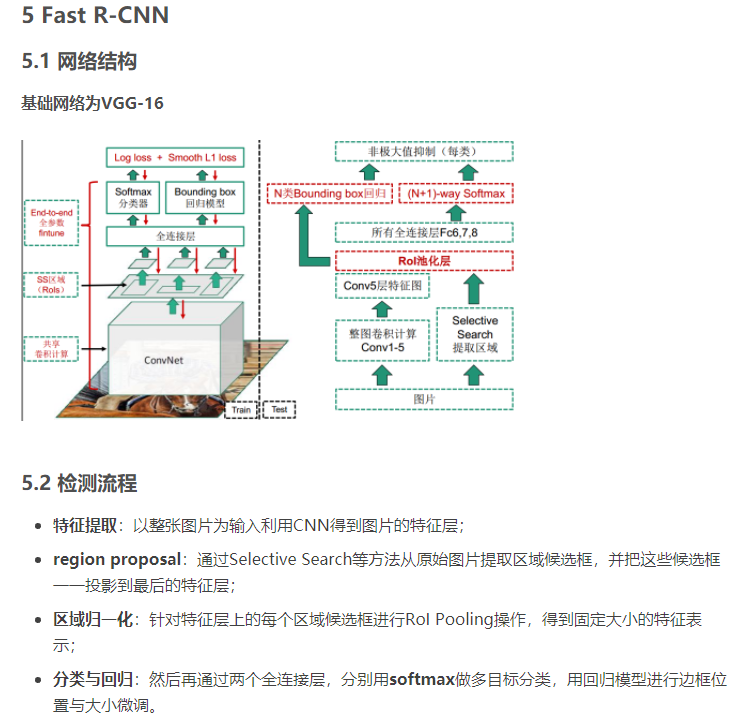 5 Fast R-CNN
5.1 网络结构
基础网络为VGG-16
Log loss + Smooth L1 loss
Softmax
分类器
Bounding box
回归模型
全连接层
End-to-end
全参数
fintune
SS区域
(RoIs)
共享
卷积计算
ConvNet
Train
Test
非极大值抑制（每类）
N类Bounding box回归
(N+1)-way Softmax
所有全连接层Fc6,7,8
RoI池化层
Conv5层特征图
整图卷积计算
Conv1-5
Selective
Search
提取区域
图片
5.2 检测流程
• 特征提取：以整张图片为输入利用CNN得到图片的特征层；
• region proposal：通过Selective Search等方法从原始图片提取区域候选框，并把这些候选框
一一投影到最后的特征层；
• 区域归一化：针对特征层上的每个区域候选框进行RoI Pooling操作，得到固定大小的特征表
示；
• 分类与回归：然后再通过两个全连接层，分别用softmax做多目标分类，用回归模型进行边框位
置与大小微调。